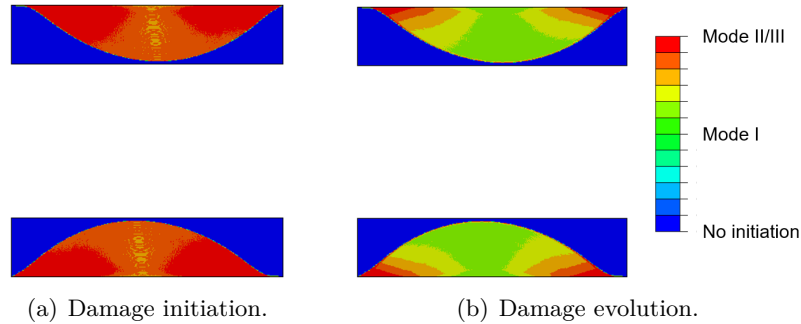 Mode II/III
Mode I
No initiation
(a) Damage initiation.
(b) Damage evolution.